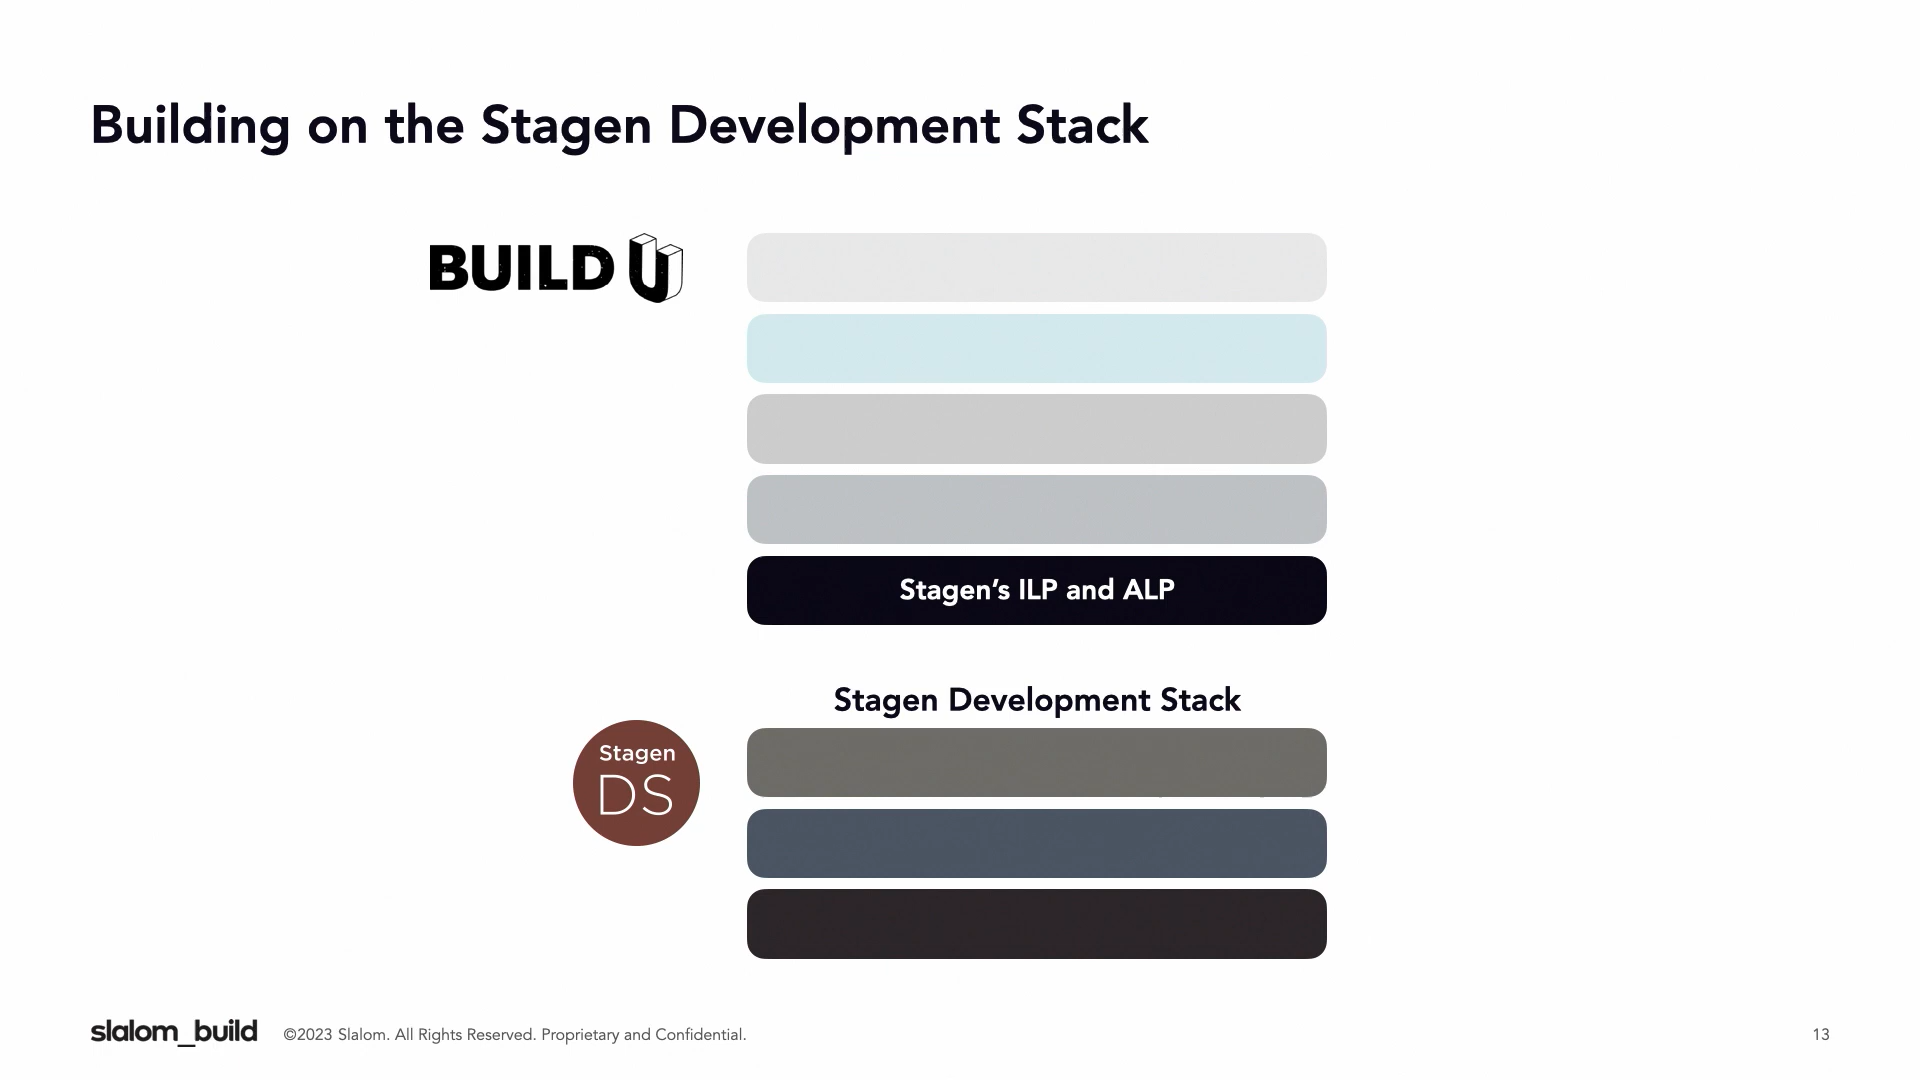 Building on the Stagen Development Stack
BUILD U
Stagen’s ILP and ALP
Stagen Development Stack
Stagen
DS
slalom_build
©2023 Slalom. All Rights Reserved. Proprietary and Confidential.
13